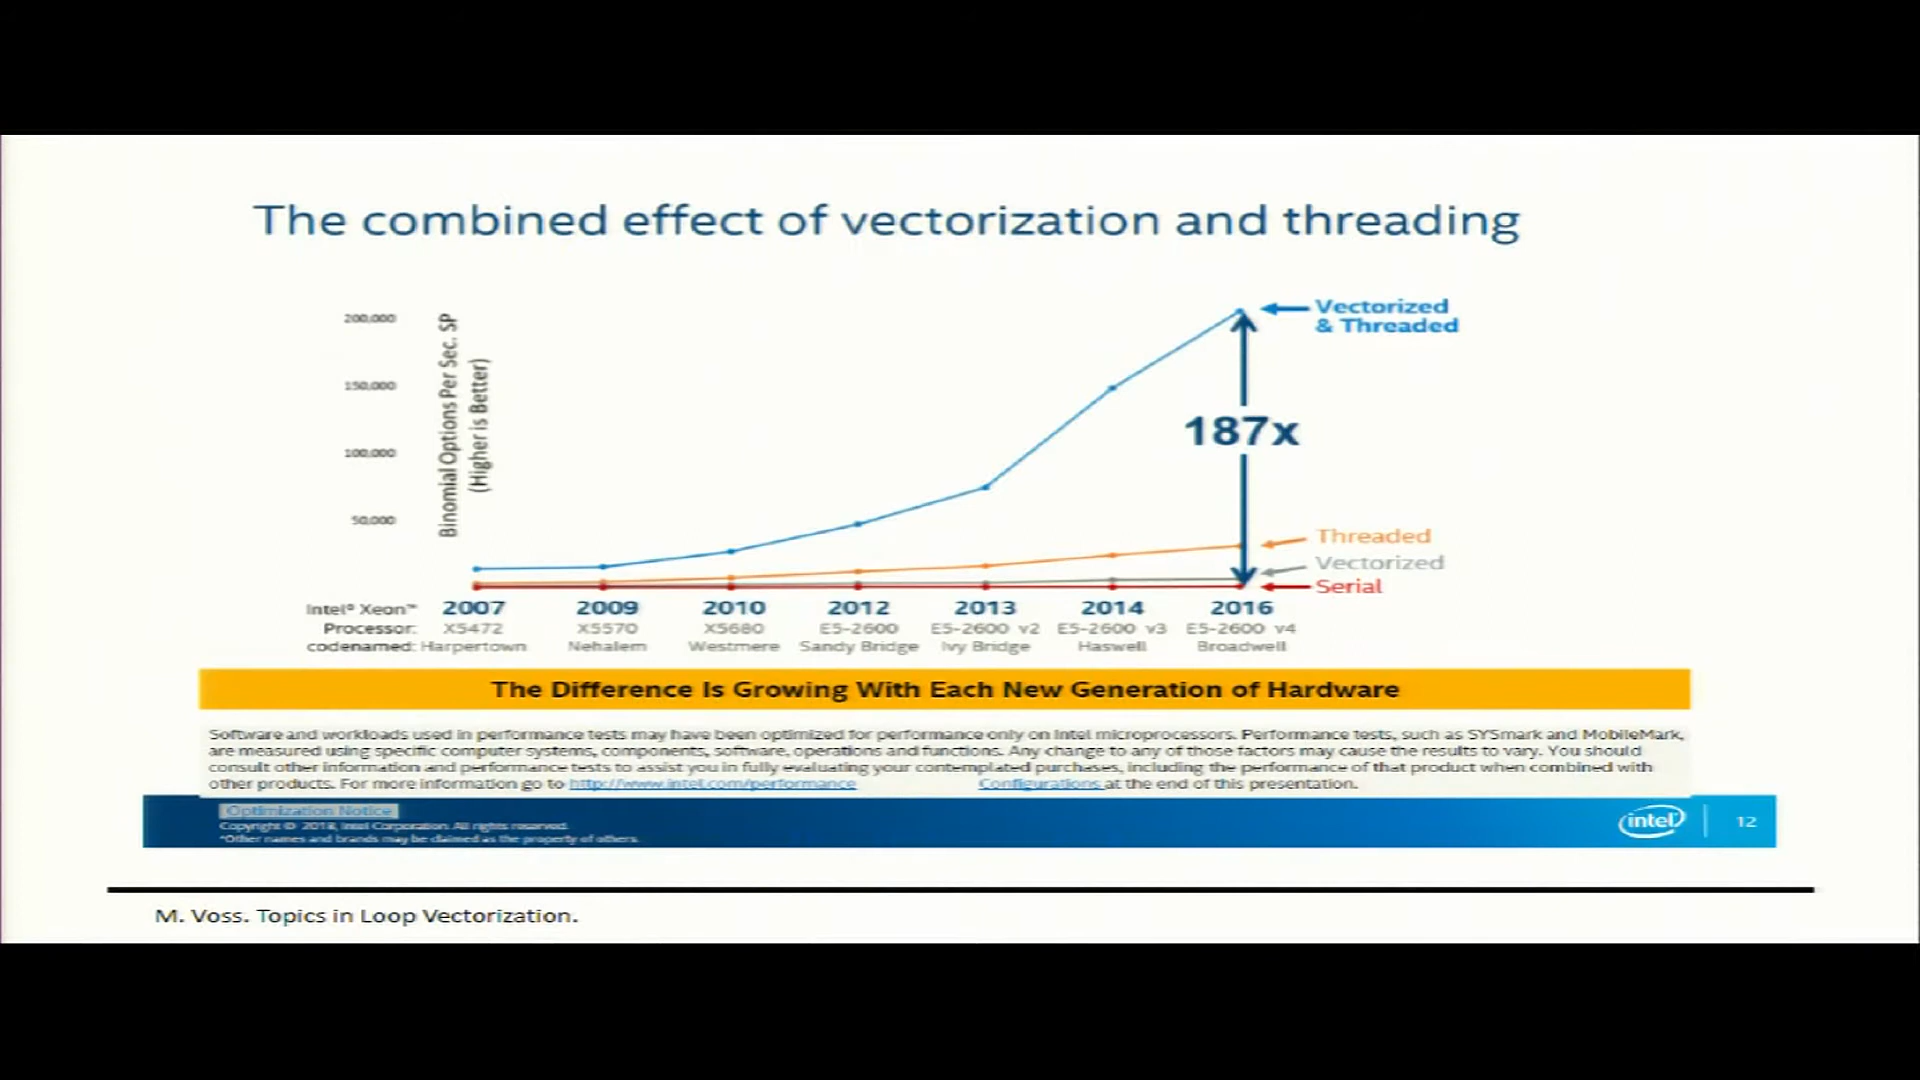 The combined effect of vectorization and threading
200,000
150,000
100,000
50,000
Binomial Options Per Sec. SP
(Higher is Better)
Vectorized
& Threaded
187x
Threaded
Vectorized
Serial
Intel® Xeon™ 2007 2009 2010 2012 2013 2014 2016
Processor: X5472 X5570 X5680 E5-2600 E5-2600 v2 E5-2600 v3 E5-2600 v4
codenamed: Harpertown Nehalem Westmere Sandy Bridge Ivy Bridge Haswell Broadwell
The Difference Is Growing With Each New Generation of Hardware
Software and workloads used in performance tests may have been optimized for performance only on Intel microprocessors. Performance tests, such as SYSmark and MobileMark,
are measured using specific computer systems, components, software, operations and functions. Any change to any of those factors may cause the results to vary. You should
consult other information and performance tests to assist you in fully evaluating your contemplated purchases, including the performance of that product when combined with
other products. For more information go to http://www.intel.com/performance Configurations at the end of this presentation.
Optimization Notice
Copyright © 2018, Intel Corporation. All rights reserved.
*Other names and brands may be claimed as the property of others.
intel 12
M. Voss. Topics in Loop Vectorization.